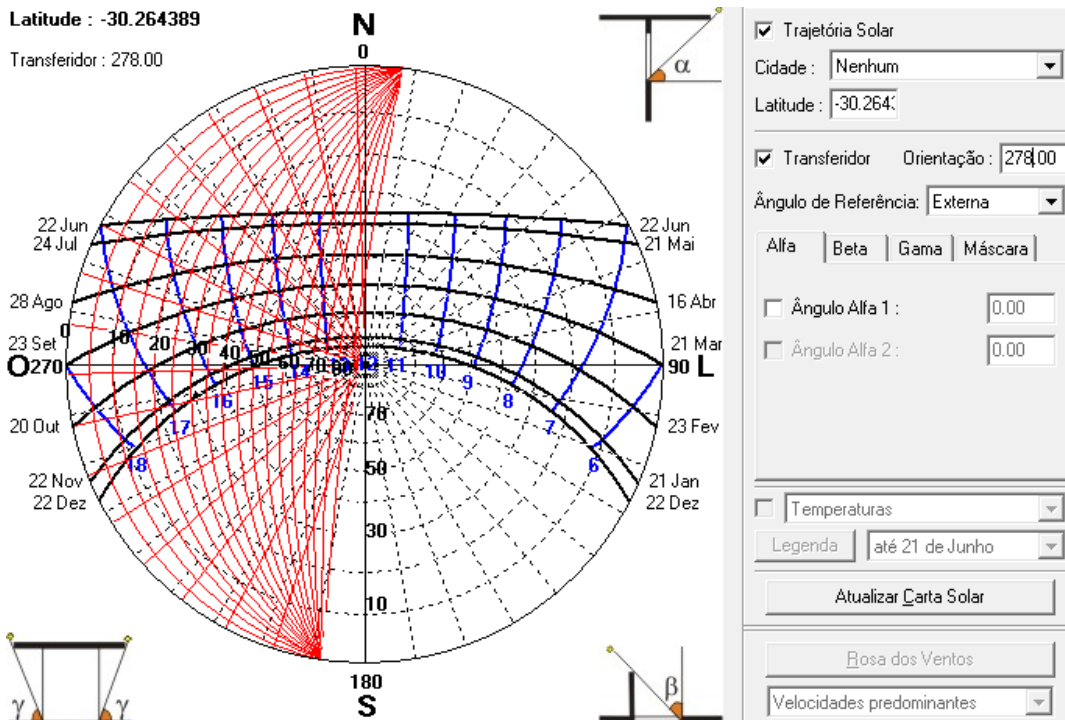 Latitude : -30.264389
Transferidor : 278.00
N
0
α
22 Jun
24 Jul
28 Ago
23 Set
20 Out
22 Nov
22 Dez
22 Jun
21 Mai
16 Abr
21 Mar
23 Fev
21 Jan
22 Dez
O 270
90 L
0
10
20
30
40
50
60
70
80
12
11
10
9
8
7
6
14
15
16
17
18
70
50
30
10
180
S
γ
γ
β
Trajetória Solar
Cidade : Nenhum
Latitude : -30.264
Transferidor Orientação : 278.00
Ângulo de Referência: Externa
Alfa Beta Gama Máscara
Ângulo Alfa 1 : 0.00
Ângulo Alfa 2 : 0.00
Temperaturas
Legenda até 21 de Junho
Atualizar Carta Solar
Rosa dos Ventos
Velocidades predominantes